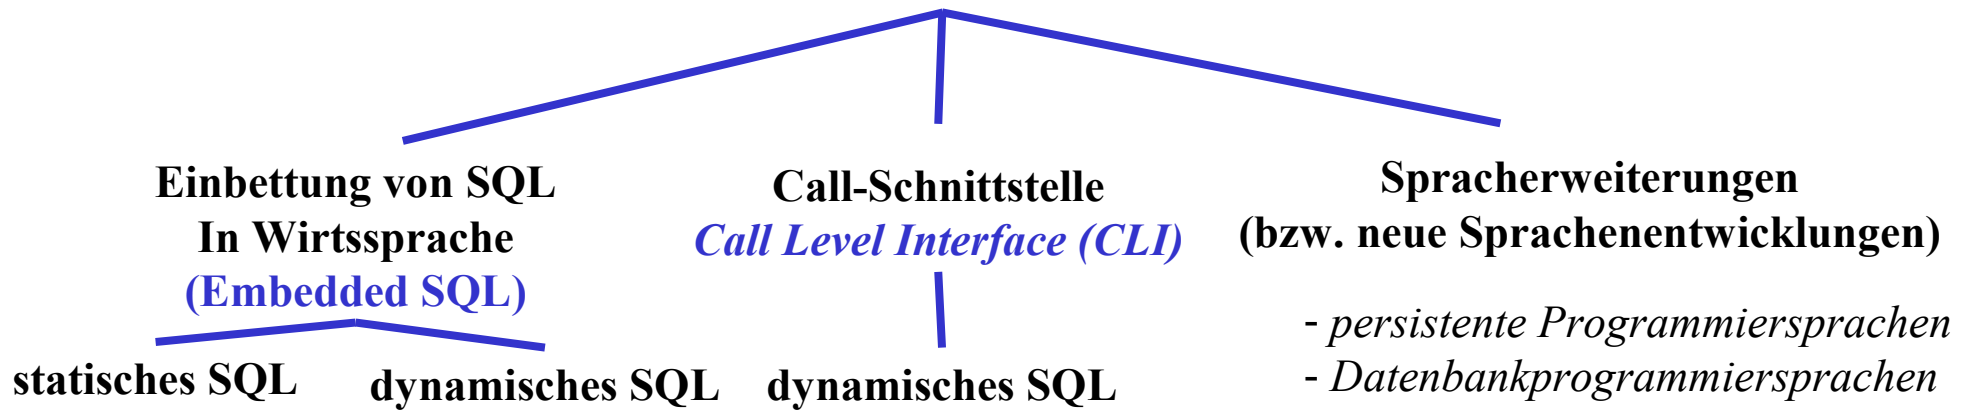 Einbettung von SQL
In Wirtssprache
(Embedded SQL)
statisches SQL
dynamisches SQL
Call-Schnittstelle
Call Level Interface (CLI)
dynamisches SQL
Spracherweiterungen
(bzw. neue Sprachenentwicklungen)
- persistente Programmiersprachen
- Datenbankprogrammiersprachen